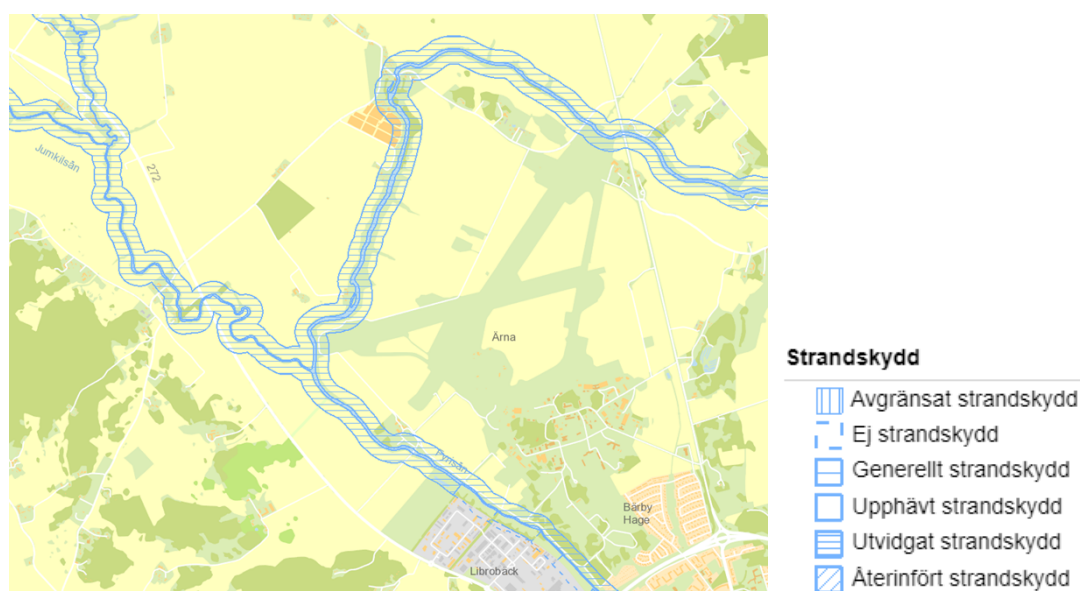 Jumkilsån
272
Ärna
Fyrisån
Bärby
Hage
Librobäck
Strandskydd
Avgränsat strandskydd
Ej strandskydd
Generellt strandskydd
Upphävt strandskydd
Utvidgat strandskydd
Återinfört strandskydd